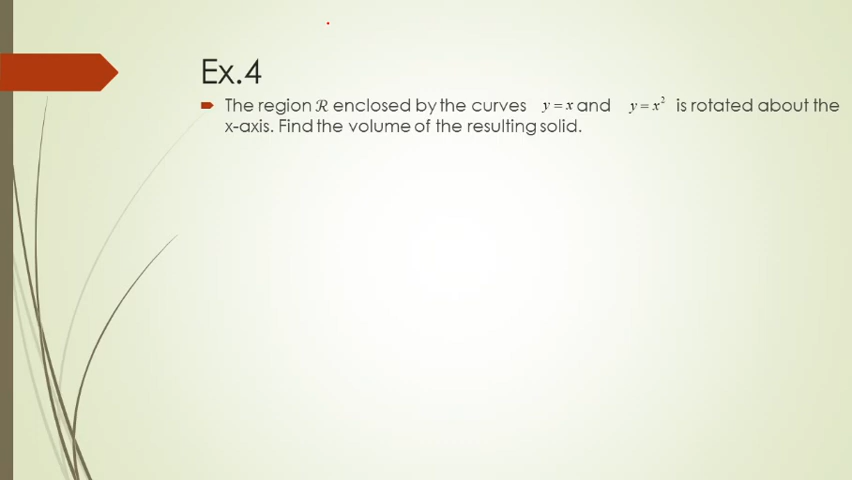 Ex.4
The region ℛ enclosed by the curves y = x and y = x² is rotated about the
x-axis. Find the volume of the resulting solid.